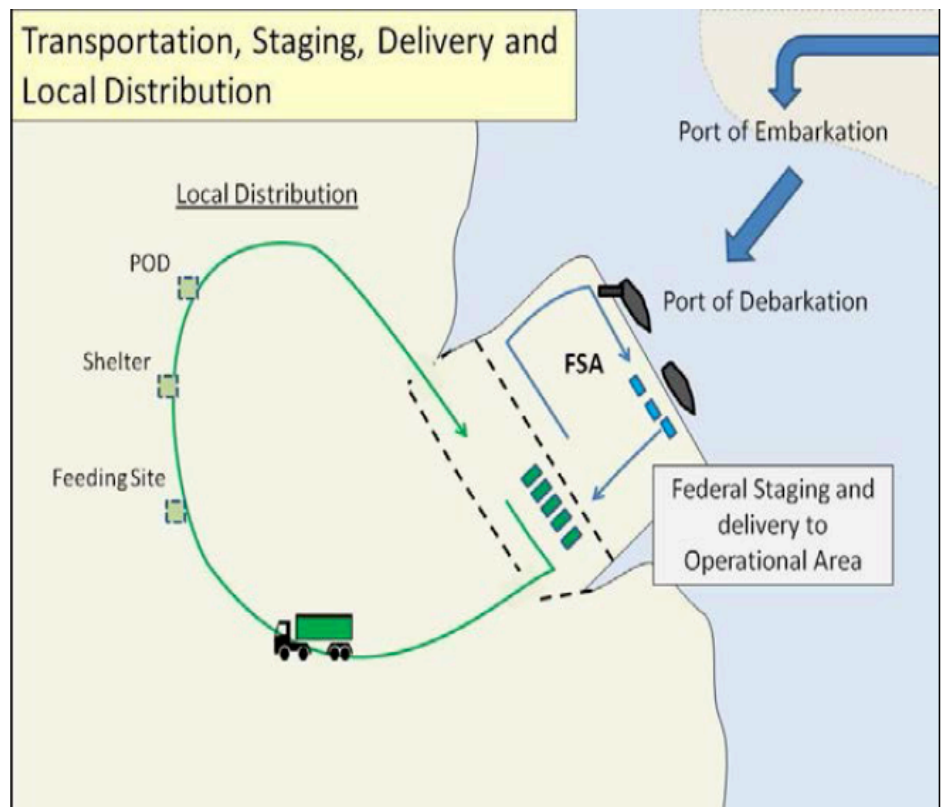 Transportation, Staging, Delivery and
Local Distribution
Port of Embarkation
Local Distribution
POD
Port of Debarkation
Shelter
FSA
Feeding Site
Federal Staging and
delivery to
Operational Area